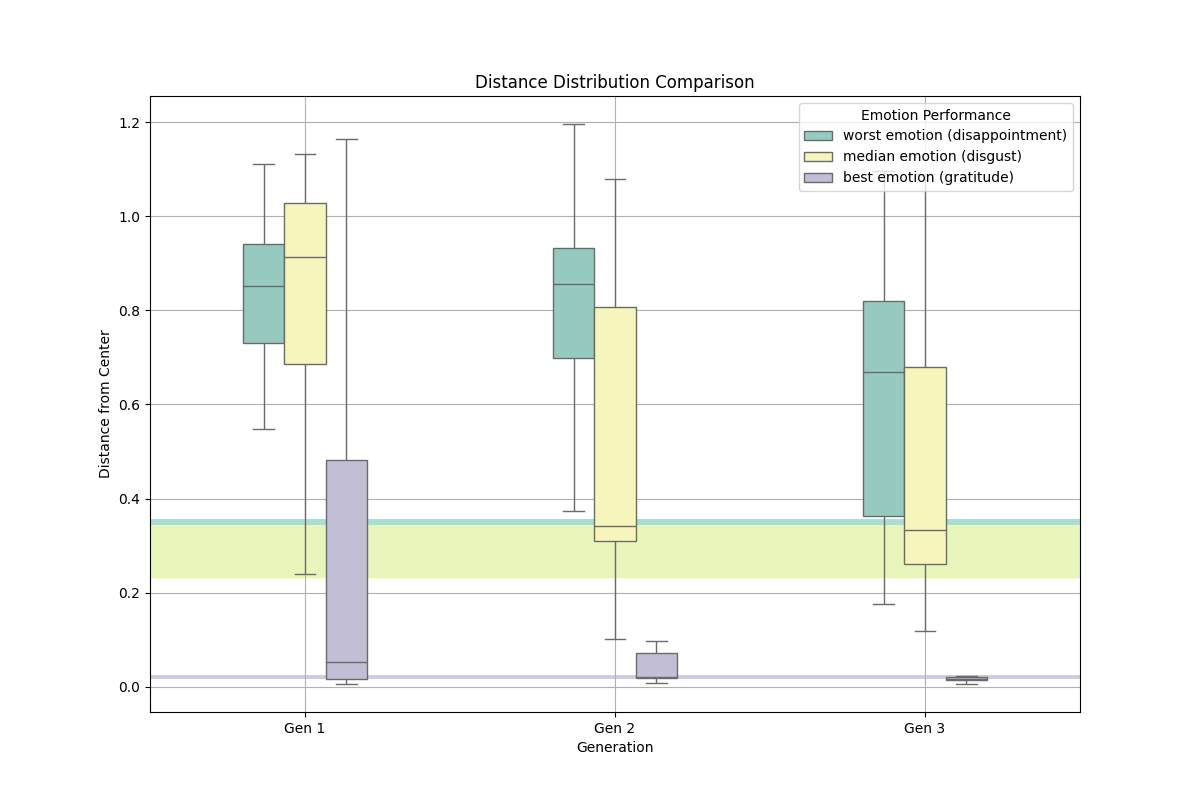 Distance Distribution Comparison
Emotion Performance
worst emotion (disappointment)
median emotion (disgust)
best emotion (gratitude)
Distance from Center
1.2
1.0
0.8
0.6
0.4
0.2
0.0
Gen 1
Gen 2
Gen 3
Generation